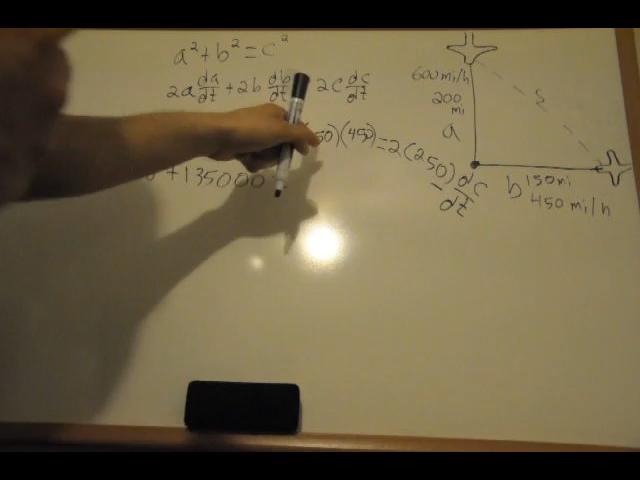 a² + b² = c²
2a da/dt + 2b db/dt 2c dc/dt
50)(450) = 2(250) dc/dt
+135000
600 mi/h
200 mi
a
s
b 150 mi
450 mi/h